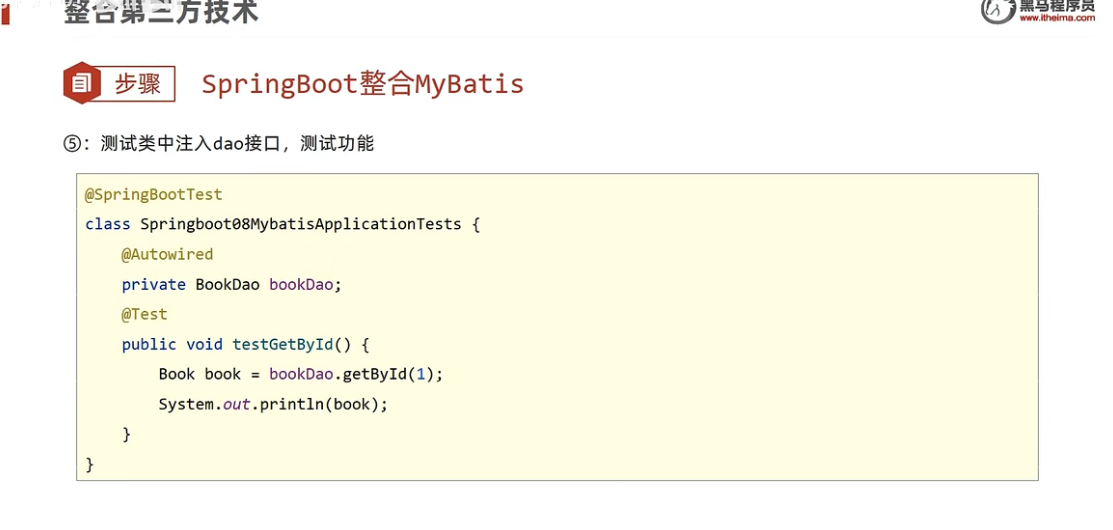 整合第三方技术
黑马程序员
www.itheima.com
步骤
SpringBoot整合MyBatis
⑤：测试类中注入dao接口，测试功能
@SpringBootTest
class Springboot08MybatisApplicationTests {
    @Autowired
    private BookDao bookDao;
    @Test
    public void testGetById() {
        Book book = bookDao.getById(1);
        System.out.println(book);
    }
}